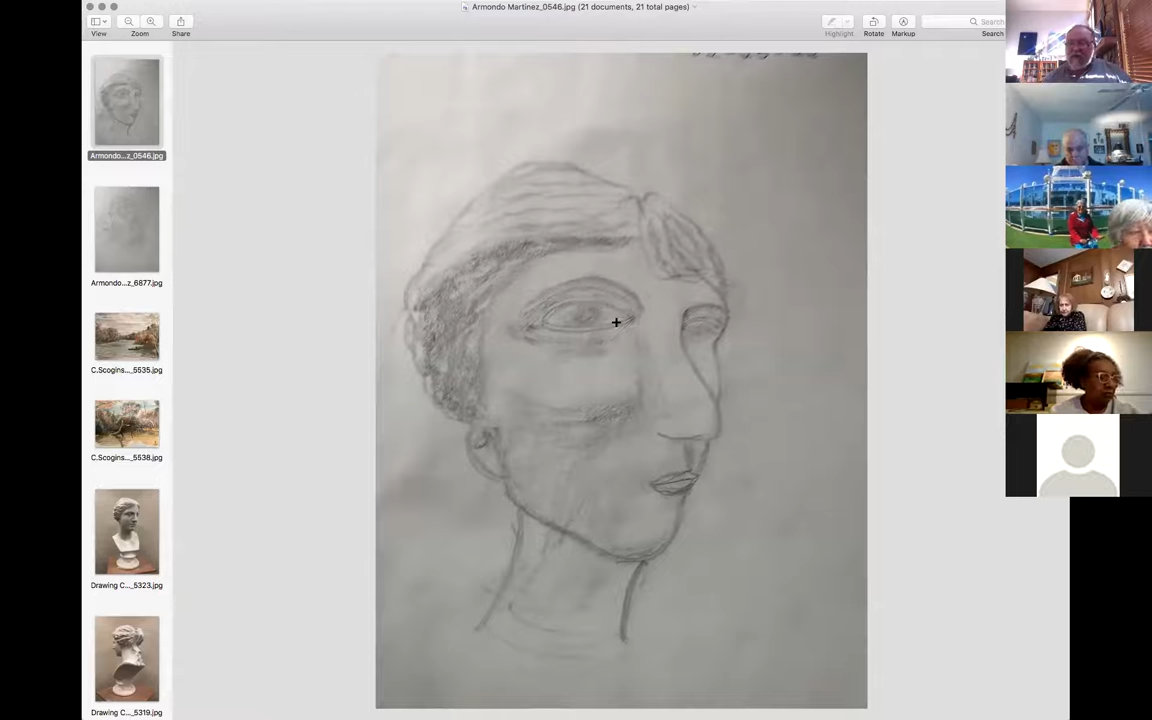 Armondo Martinez_0546.jpg (21 documents, 21 total pages)
View
Zoom
Share
Highlight
Rotate
Markup
Search
Search
Armondo...z_0546.jpg
Armondo...z_6877.jpg
C.Scogins..._5535.jpg
C.Scogins..._5538.jpg
Drawing C..._5323.jpg
Drawing C..._5319.jpg